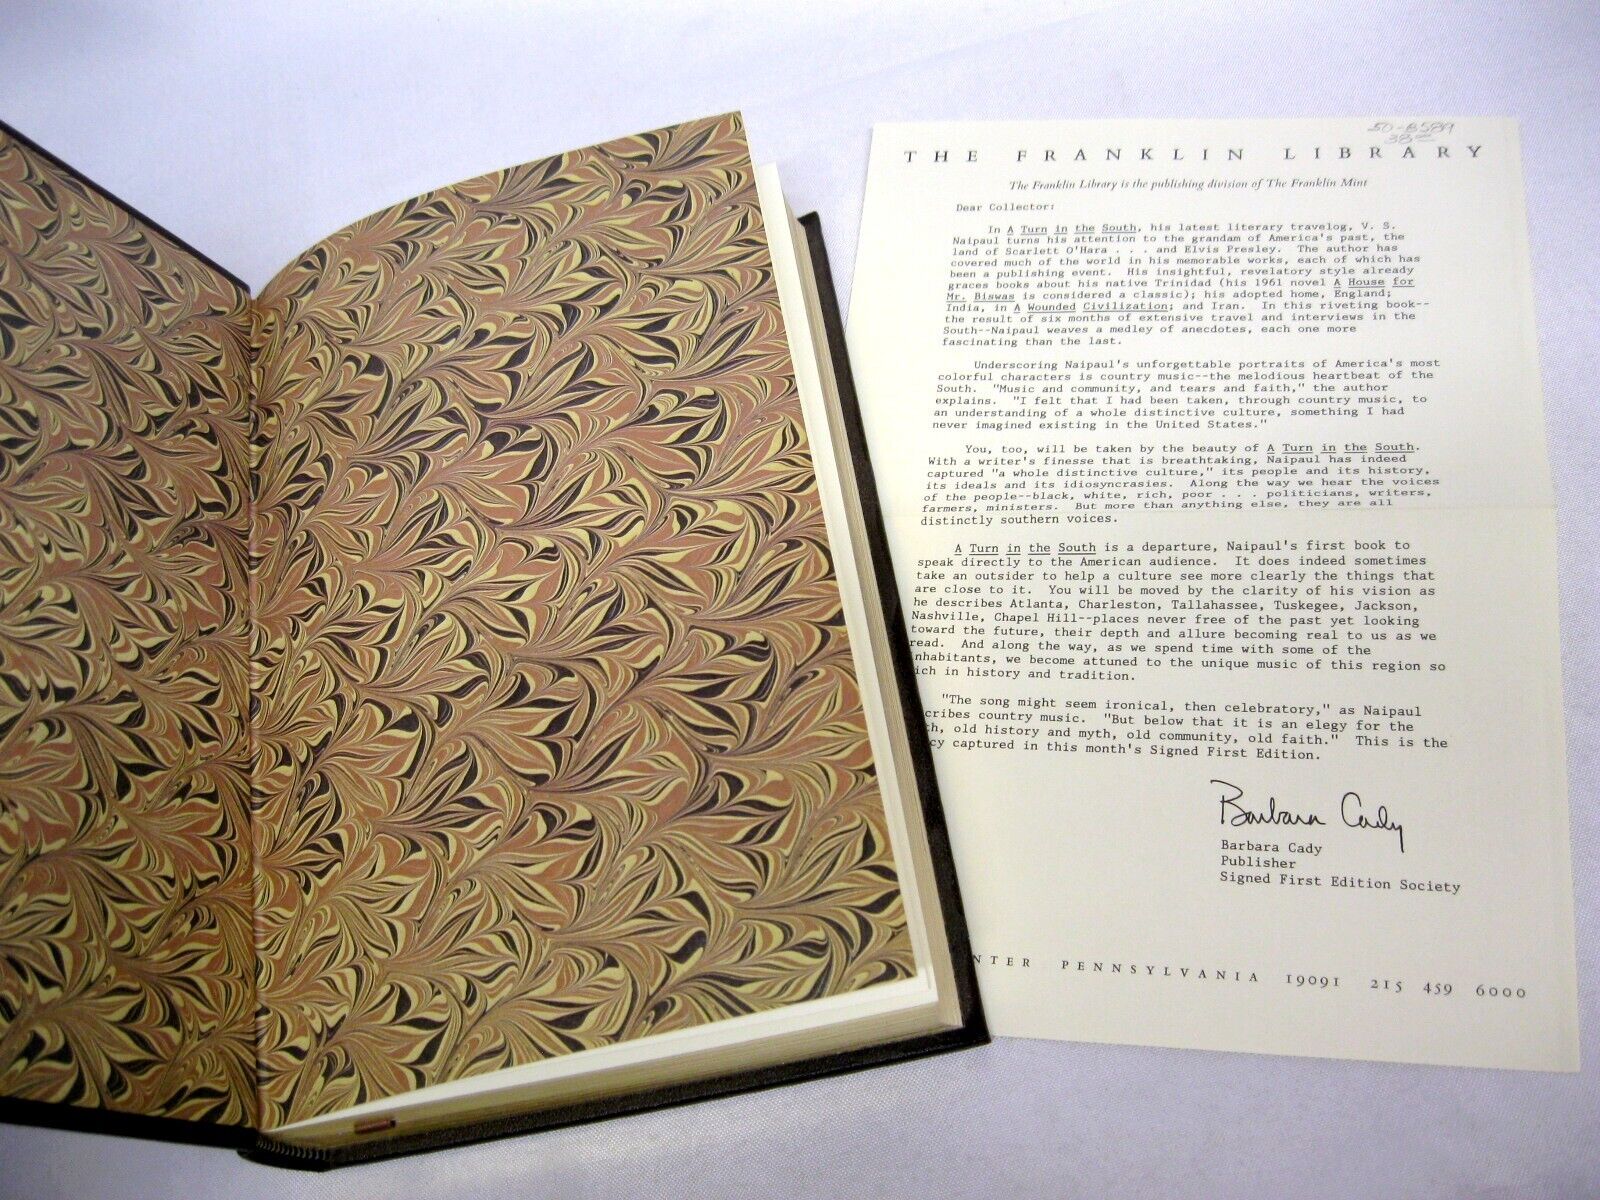 50-B589
38
THE FRANKLIN LIBRARY
The Franklin Library is the publishing division of The Franklin Mint
Dear Collector:
In A Turn in the South, his latest literary travelog, V. S.
Naipaul turns his attention to the grandam of America's past, the
land of Scarlett O'Hara . . . and Elvis Presley. The author has
covered much of the world in his memorable works, each of which has
been a publishing event. His insightful, revelatory style already
graces books about his native Trinidad (his 1961 novel A House for
Mr. Biswas is considered a classic); his adopted home, England;
India, in A Wounded Civilization; and Iran. In this riveting book--
the result of six months of extensive travel and interviews in the
South--Naipaul weaves a medley of anecdotes, each one more
fascinating than the last.
Underscoring Naipaul's unforgettable portraits of America's most
colorful characters is country music--the melodious heartbeat of the
South. "Music and community, and tears and faith," the author
explains. "I felt that I had been taken, through country music, to
an understanding of a whole distinctive culture, something I had
never imagined existing in the United States."
You, too, will be taken by the beauty of A Turn in the South.
With a writer's finesse that is breathtaking, Naipaul has indeed
captured "a whole distinctive culture," its people and its history,
its ideals and its idiosyncrasies. Along the way we hear the voices
of the people--black, white, rich, poor . . . politicians, writers,
farmers, ministers. But more than anything else, they are all
distinctly southern voices.
A Turn in the South is a departure, Naipaul's first book to
speak directly to the American audience. It does indeed sometimes
take an outsider to help a culture see more clearly the things that
are close to it. You will be moved by the clarity of his vision as
he describes Atlanta, Charleston, Tallahassee, Tuskegee, Jackson,
Nashville, Chapel Hill--places never free of the past yet looking
toward the future, their depth and allure becoming real to us as we
read. And along the way, as we spend time with some of the
nhabitants, we become attuned to the unique music of this region so
ich in history and tradition.
"The song might seem ironical, then celebratory," as Naipaul
cribes country music. "But below that it is an elegy for the
th, old history and myth, old community, old faith." This is the
cy captured in this month's Signed First Edition.
Barbara Cady
Barbara Cady
Publisher
Signed First Edition Society
NTER PENNSYLVANIA 19091 215 459 6000